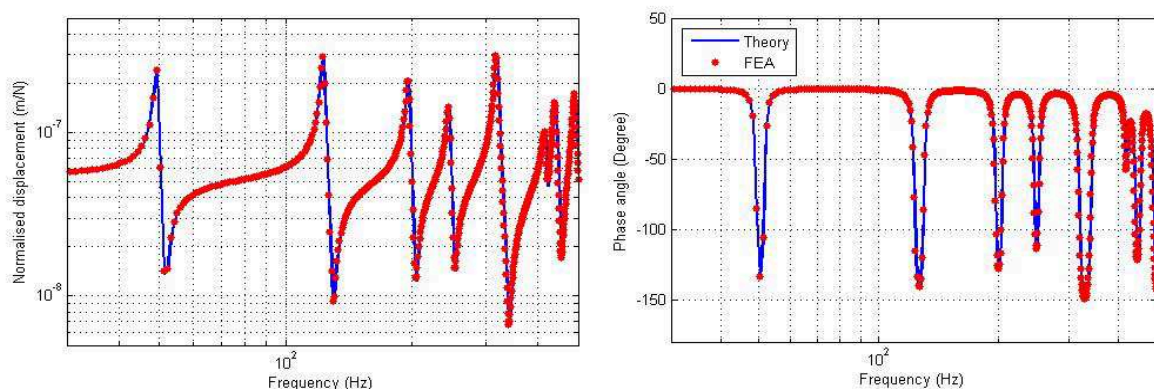 Normalised displacement (m/N)
10^-7
10^-8
10^2
Frequency (Hz)
Phase angle (Degree)
50
0
-50
-100
-150
Theory
FEA
10^2
Frequency (Hz)